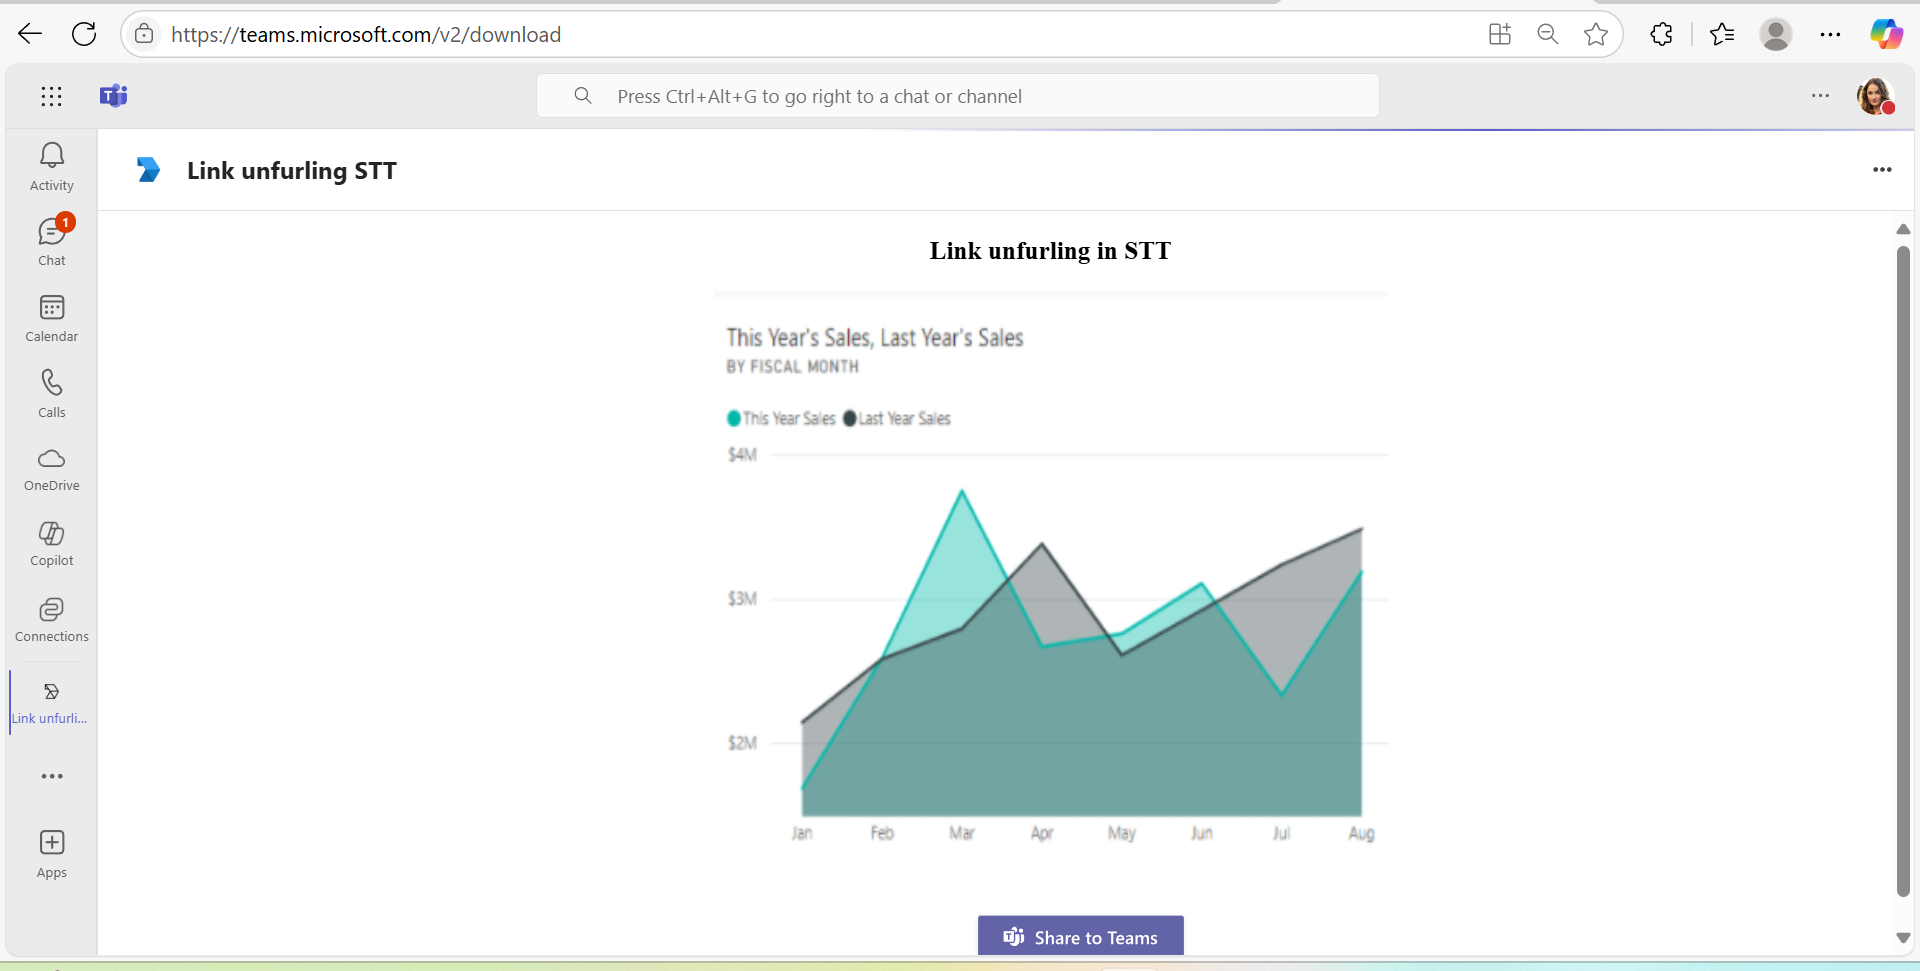 https://teams.microsoft.com/v2/download
Press Ctrl+Alt+G to go right to a chat or channel
Activity
1
Chat
Calendar
Calls
OneDrive
Copilot
Connections
Link unfurli...
Apps
Link unfurling STT
Link unfurling in STT
This Year's Sales, Last Year's Sales
BY FISCAL MONTH
This Year Sales Last Year Sales
$4M
$3M
$2M
Jan Feb Mar Apr May Jun Jul Aug
Share to Teams